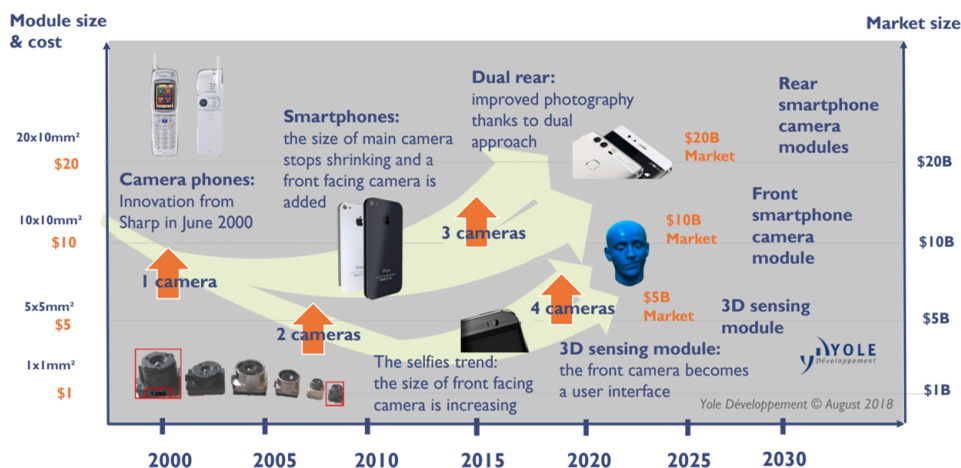 Module size
& cost
Market size
20x10mm²
$20
10x10mm²
$10
5x5mm²
$5
1x1mm²
$1
Camera phones:
Innovation from
Sharp in June 2000
1 camera
Smartphones:
the size of main camera
stops shrinking and a
front facing camera is
added
2 cameras
The selfies trend:
the size of front facing
camera is increasing
Dual rear:
improved photography
thanks to dual
approach
3 cameras
4 cameras
3D sensing module:
the front camera becomes
a user interface
$20B
Market
$10B
Market
$5B
Market
Rear
smartphone
camera
modules
Front
smartphone
camera
module
3D sensing
module
YOLE
Développement
Yole Développement © August 2018
$20B
$10B
$5B
$1B
2000
2005
2010
2015
2020
2025
2030